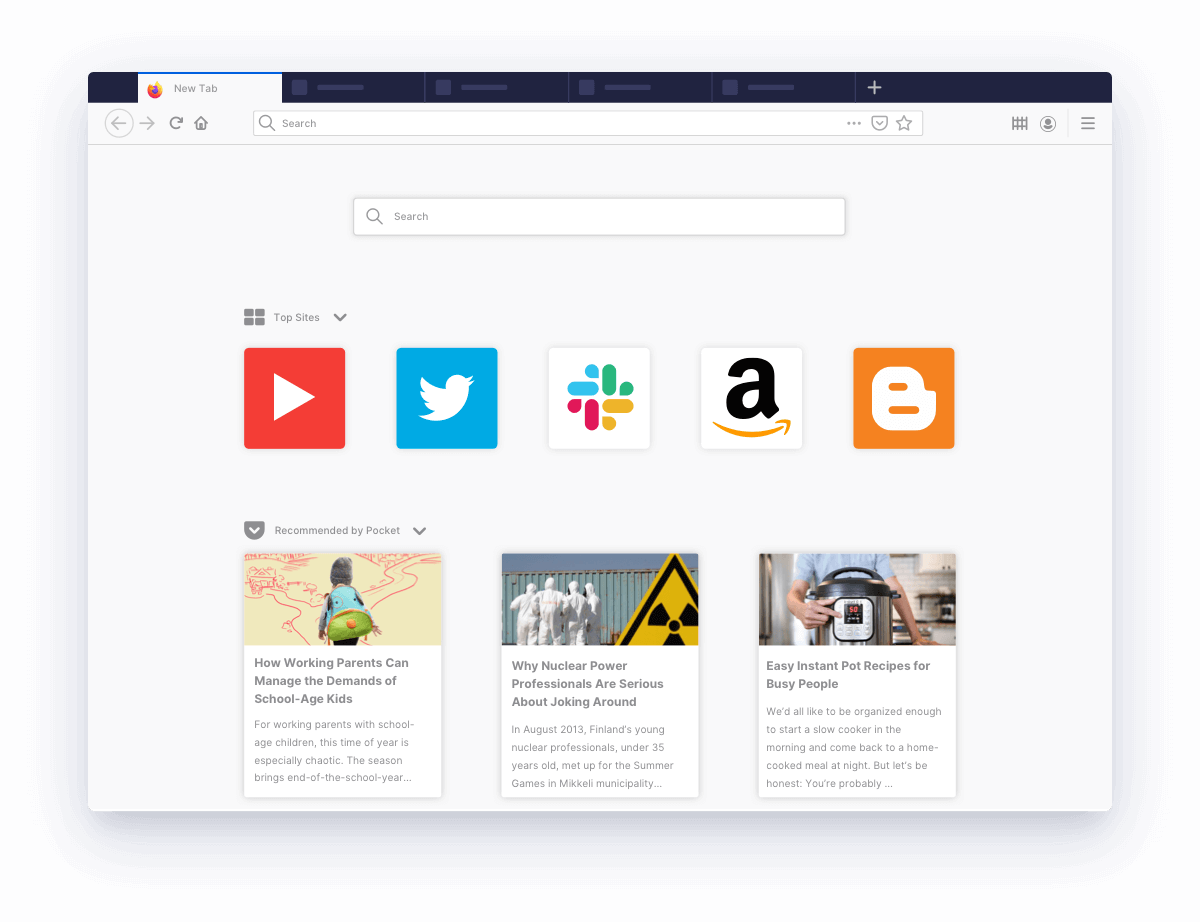 New Tab
Search
Search
Top Sites
a
Recommended by Pocket
50
How Working Parents Can
Manage the Demands of
School-Age Kids
For working parents with school-
age children, this time of year is
especially chaotic. The season
brings end-of-the-school-year...
Why Nuclear Power
Professionals Are Serious
About Joking Around
In August 2013, Finland's young
nuclear professionals, under 35
years old, met up for the Summer
Games in Mikkeli municipality...
Easy Instant Pot Recipes for
Busy People
We'd all like to be organized enough
to start a slow cooker in the
morning and come back to a home-
cooked meal at night. But let's be
honest: You're probably ...